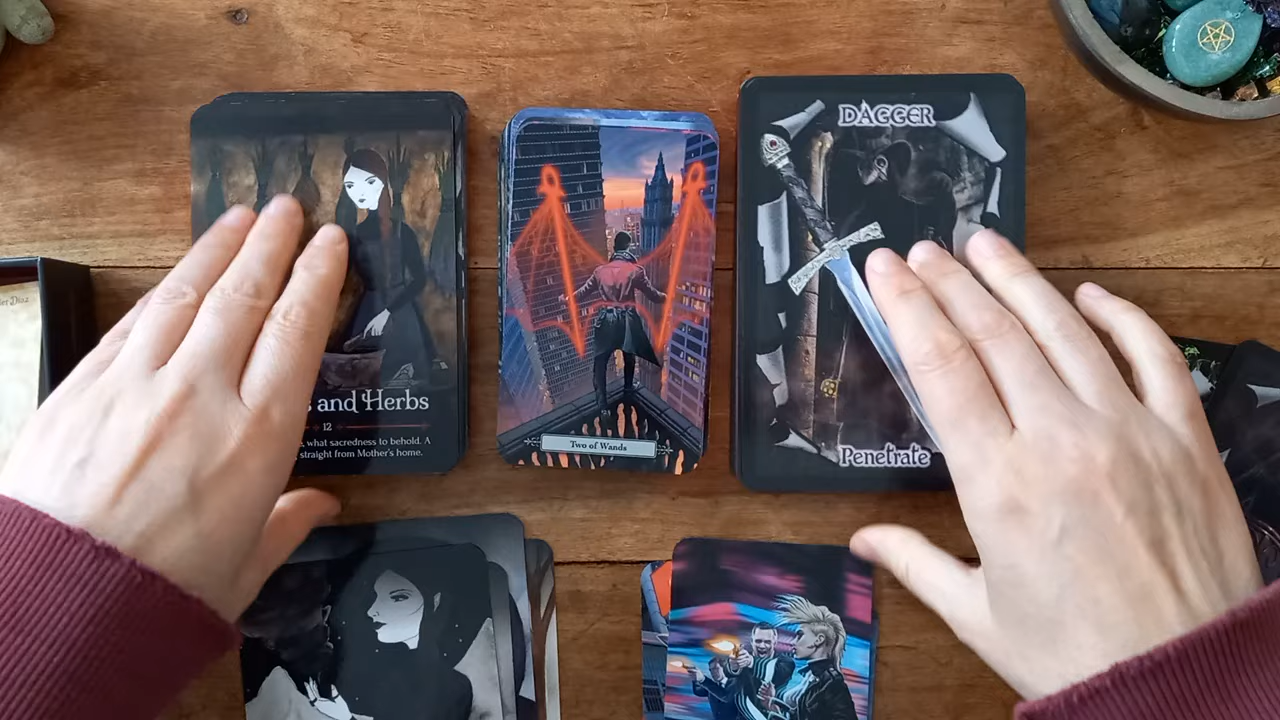 DAGGER
Two of Wands
Penetrate
and Herbs
12
what sacredness to behold. A
straight from Mother's home.